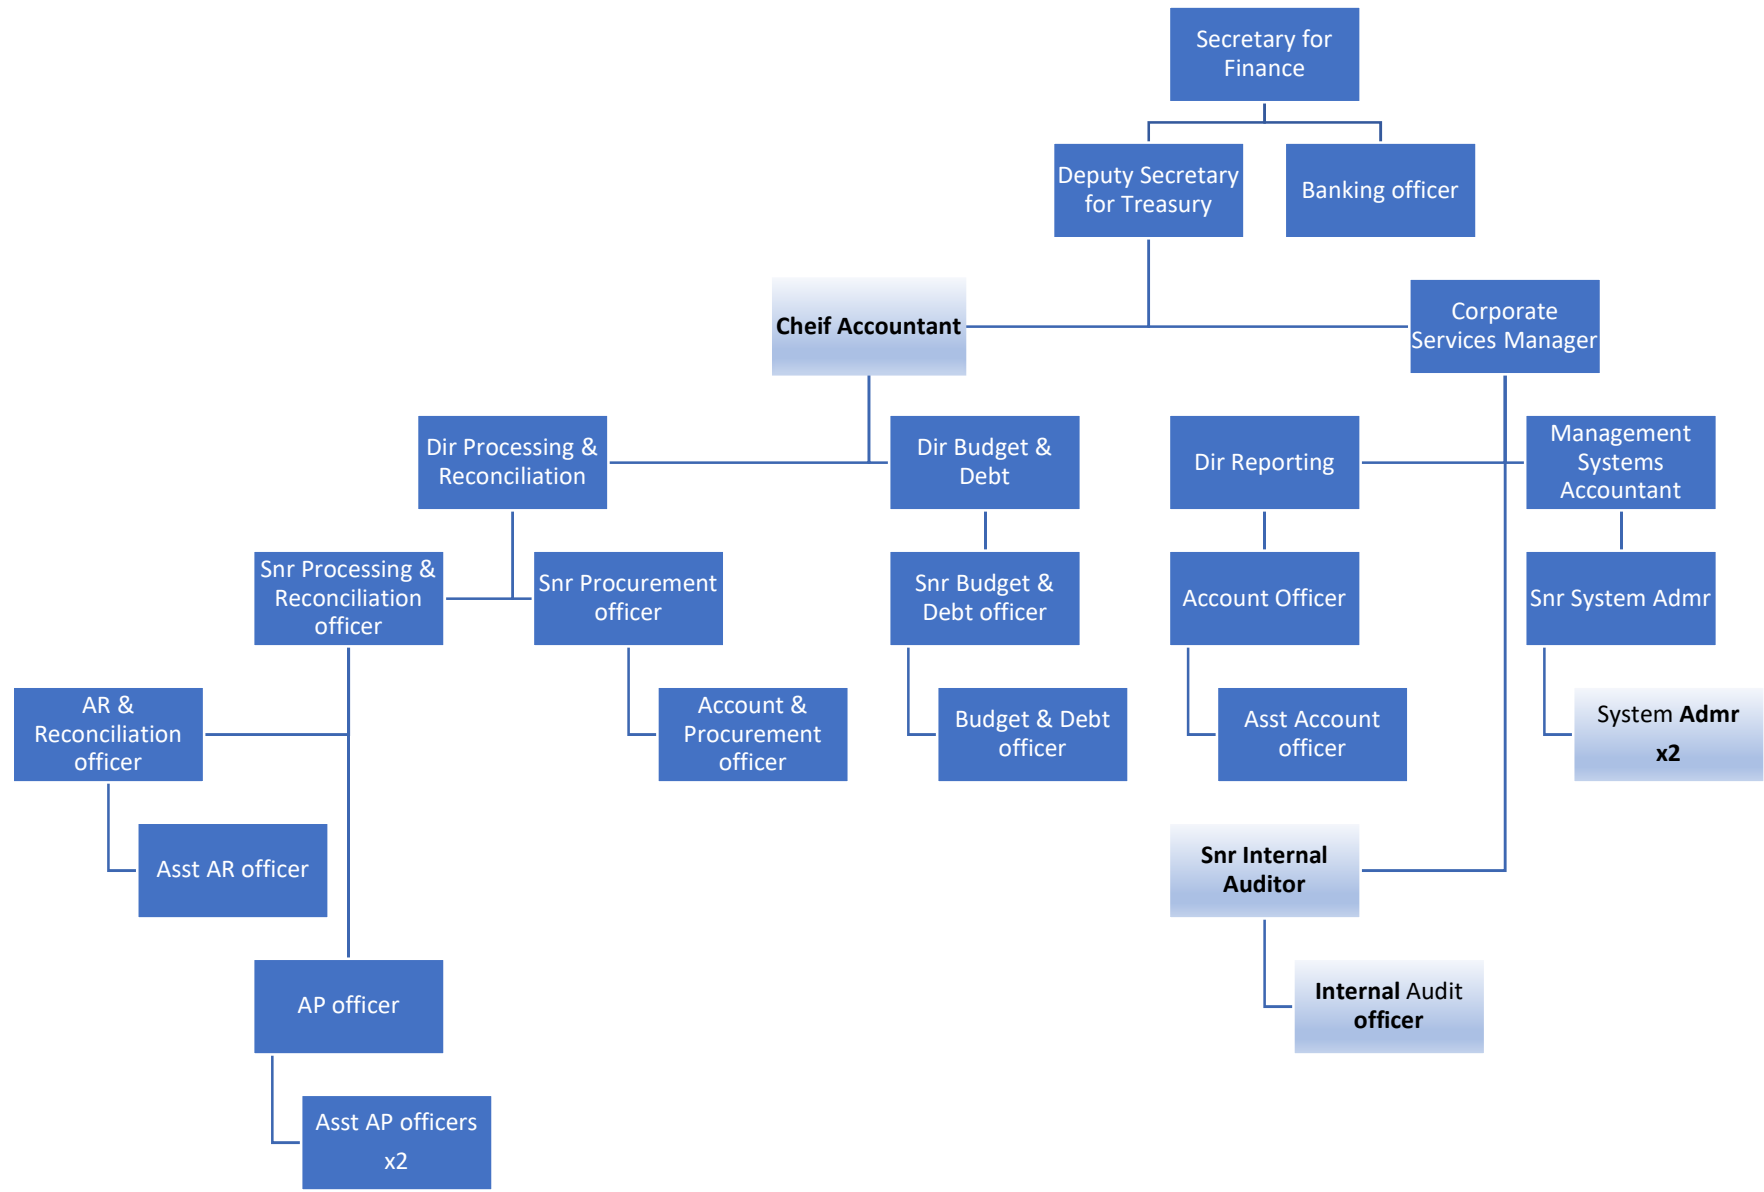 Secretary for
Finance
Deputy Secretary
for Treasury
Banking officer
Cheif Accountant
Corporate
Services Manager
Dir Processing &
Reconciliation
Dir Budget &
Debt
Dir Reporting
Management
Systems
Accountant
Snr Processing &
Reconciliation
officer
Snr Procurement
officer
Snr Budget &
Debt officer
Account Officer
Snr System Admr
AR &
Reconciliation
officer
Account &
Procurement
officer
Budget & Debt
officer
Asst Account
officer
System Admr
x2
Asst AR officer
Snr Internal
Auditor
AP officer
Internal Audit
officer
Asst AP officers
x2